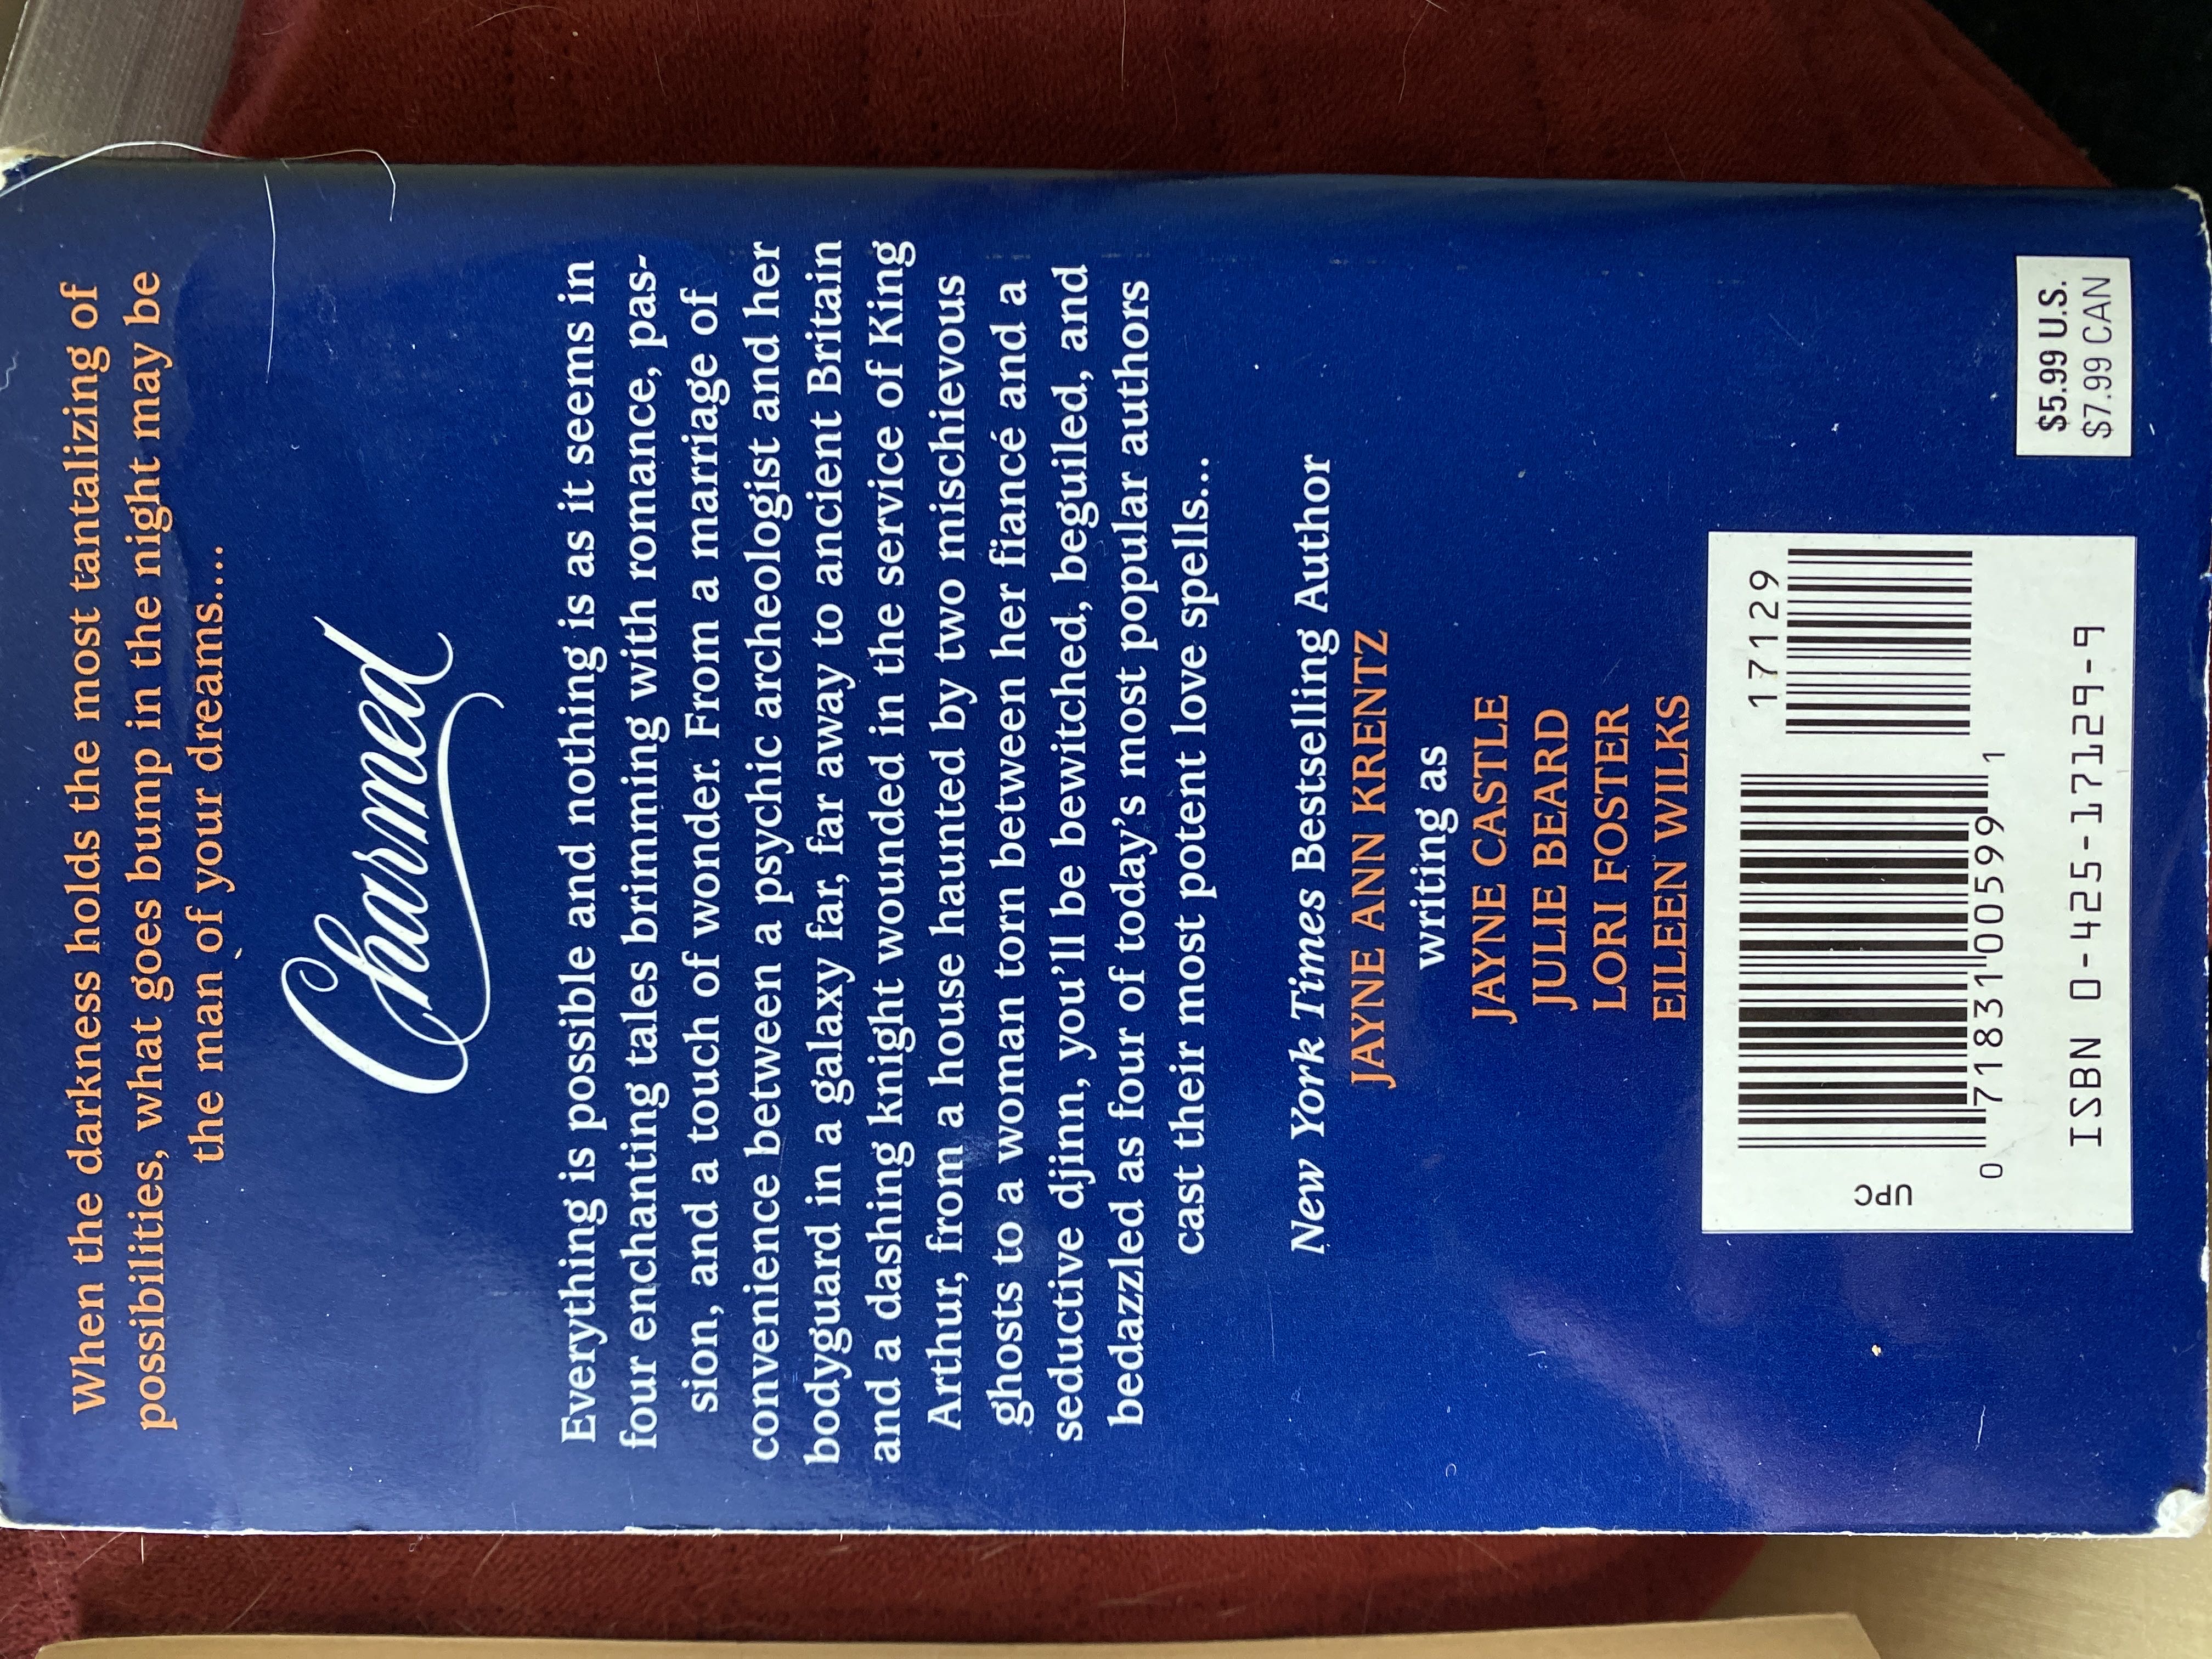 When the darkness holds the most tantalizing of
possibilities, what goes bump in the night may be
the man of your dreams....
Charmed
Everything is possible and nothing is as it seems in
four enchanting tales brimming with romance, pas-
sion, and a touch of wonder. From a marriage of
convenience between a psychic archeologist and her
bodyguard in a galaxy far, far away to ancient Britain
and a dashing knight wounded in the service of King
Arthur, from a house haunted by two mischievous
ghosts to a woman torn between her fiancé and a
seductive djinn, you'll be bewitched, beguiled, and
bedazzled as four of today's most popular authors
cast their most potent love spells...
New York Times Bestselling Author
JAYNE ANN KRENTZ
writing as
JAYNE CASTLE
JULIE BEARD
LORI FOSTER
EILEEN WILKS
UPC
17129
0 71831 00599 1
ISBN 0-425-17129-9
$5.99 U.S.
$7.99 CAN